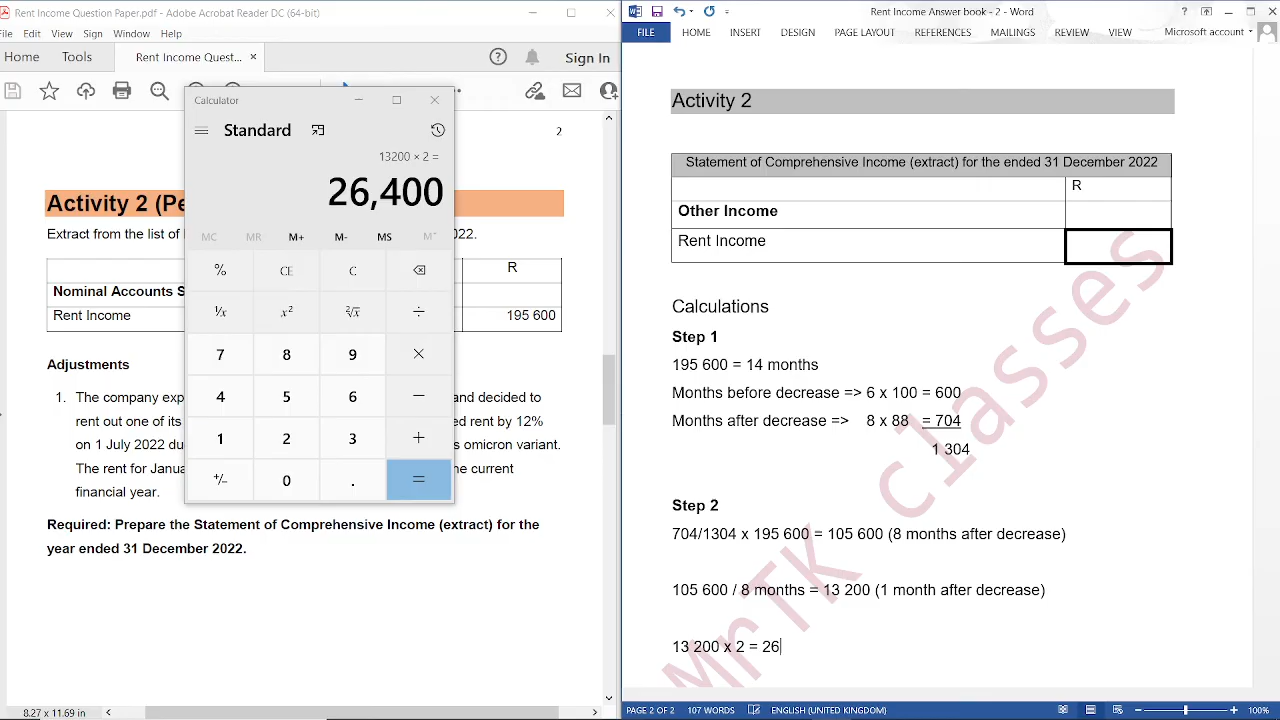 Rent Income Question Paper.pdf - Adobe Acrobat Reader DC (64-bit)
File Edit View Sign Window Help
Home Tools Rent Income Quest... × Sign In
2
Activity 2 (Pe
Extract from the list of 022.
R
Nominal Accounts S
Rent Income 195 600
Adjustments
1. The company exp and decided to
rent out one of its ed rent by 12%
on 1 July 2022 du s omicron variant.
The rent for Janua he current
financial year.
Required: Prepare the Statement of Comprehensive Income (extract) for the
year ended 31 December 2022.
8.27 x 11.69 in
Calculator
Standard
13200 × 2 =
26,400
MC MR M+ M- MS M˅
% CE C ⌫
¹/x x² ²√x ÷
7 8 9 ×
4 5 6 −
1 2 3 +
+/− 0 . =
Rent Income Answer book - 2 - Word
FILE HOME INSERT DESIGN PAGE LAYOUT REFERENCES MAILINGS REVIEW VIEW Microsoft account
Activity 2
Statement of Comprehensive Income (extract) for the ended 31 December 2022
R
Other Income
Rent Income
Calculations
Step 1
195 600 = 14 months
Months before decrease => 6 x 100 = 600
Months after decrease => 8 x 88 = 704
1 304
Step 2
704/1304 x 195 600 = 105 600 (8 months after decrease)
105 600 / 8 months = 13 200 (1 month after decrease)
13 200 x 2 = 26
MrTK classes
PAGE 2 OF 2 107 WORDS ENGLISH (UNITED KINGDOM) 100%